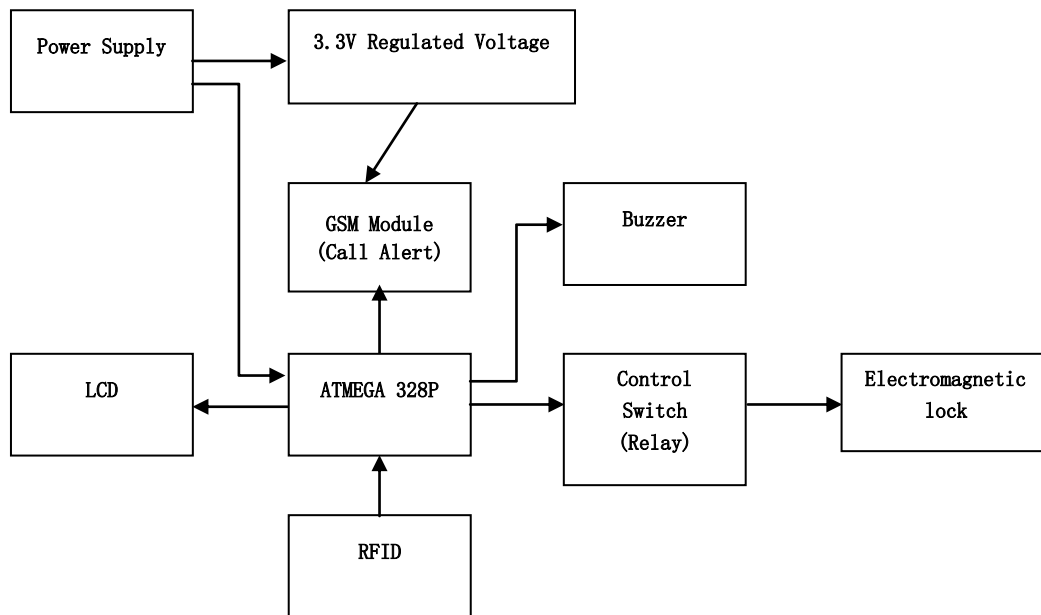 Power Supply
3.3V Regulated Voltage
GSM Module
(Call Alert)
Buzzer
LCD
ATMEGA 328P
Control
Switch
(Relay)
Electromagnetic
lock
RFID